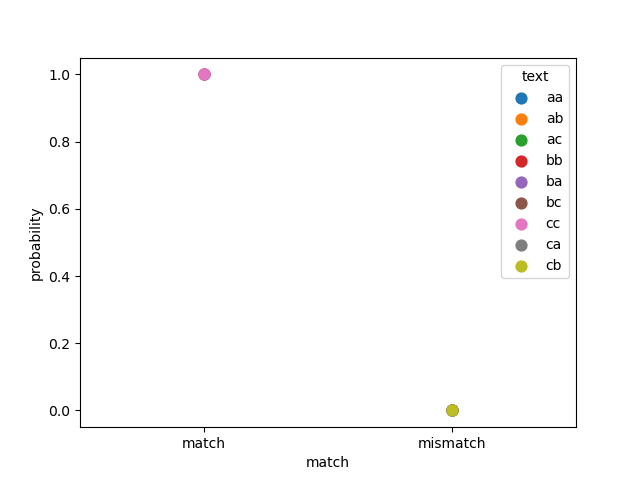 1.0
0.8
0.6
0.4
0.2
0.0
probability
match
mismatch
match
text
aa
ab
ac
bb
ba
bc
cc
ca
cb